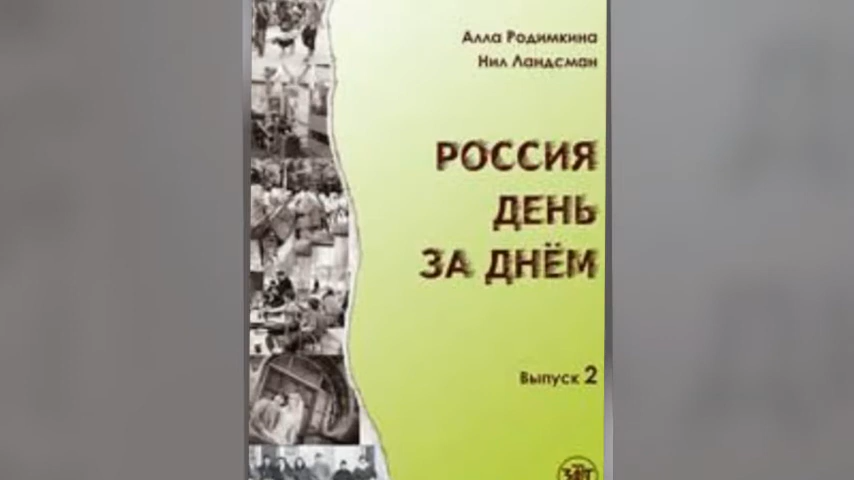 Алла Родимкина
Нил Ландсман
РОССИЯ
ДЕНЬ
ЗА ДНЁМ
Выпуск 2